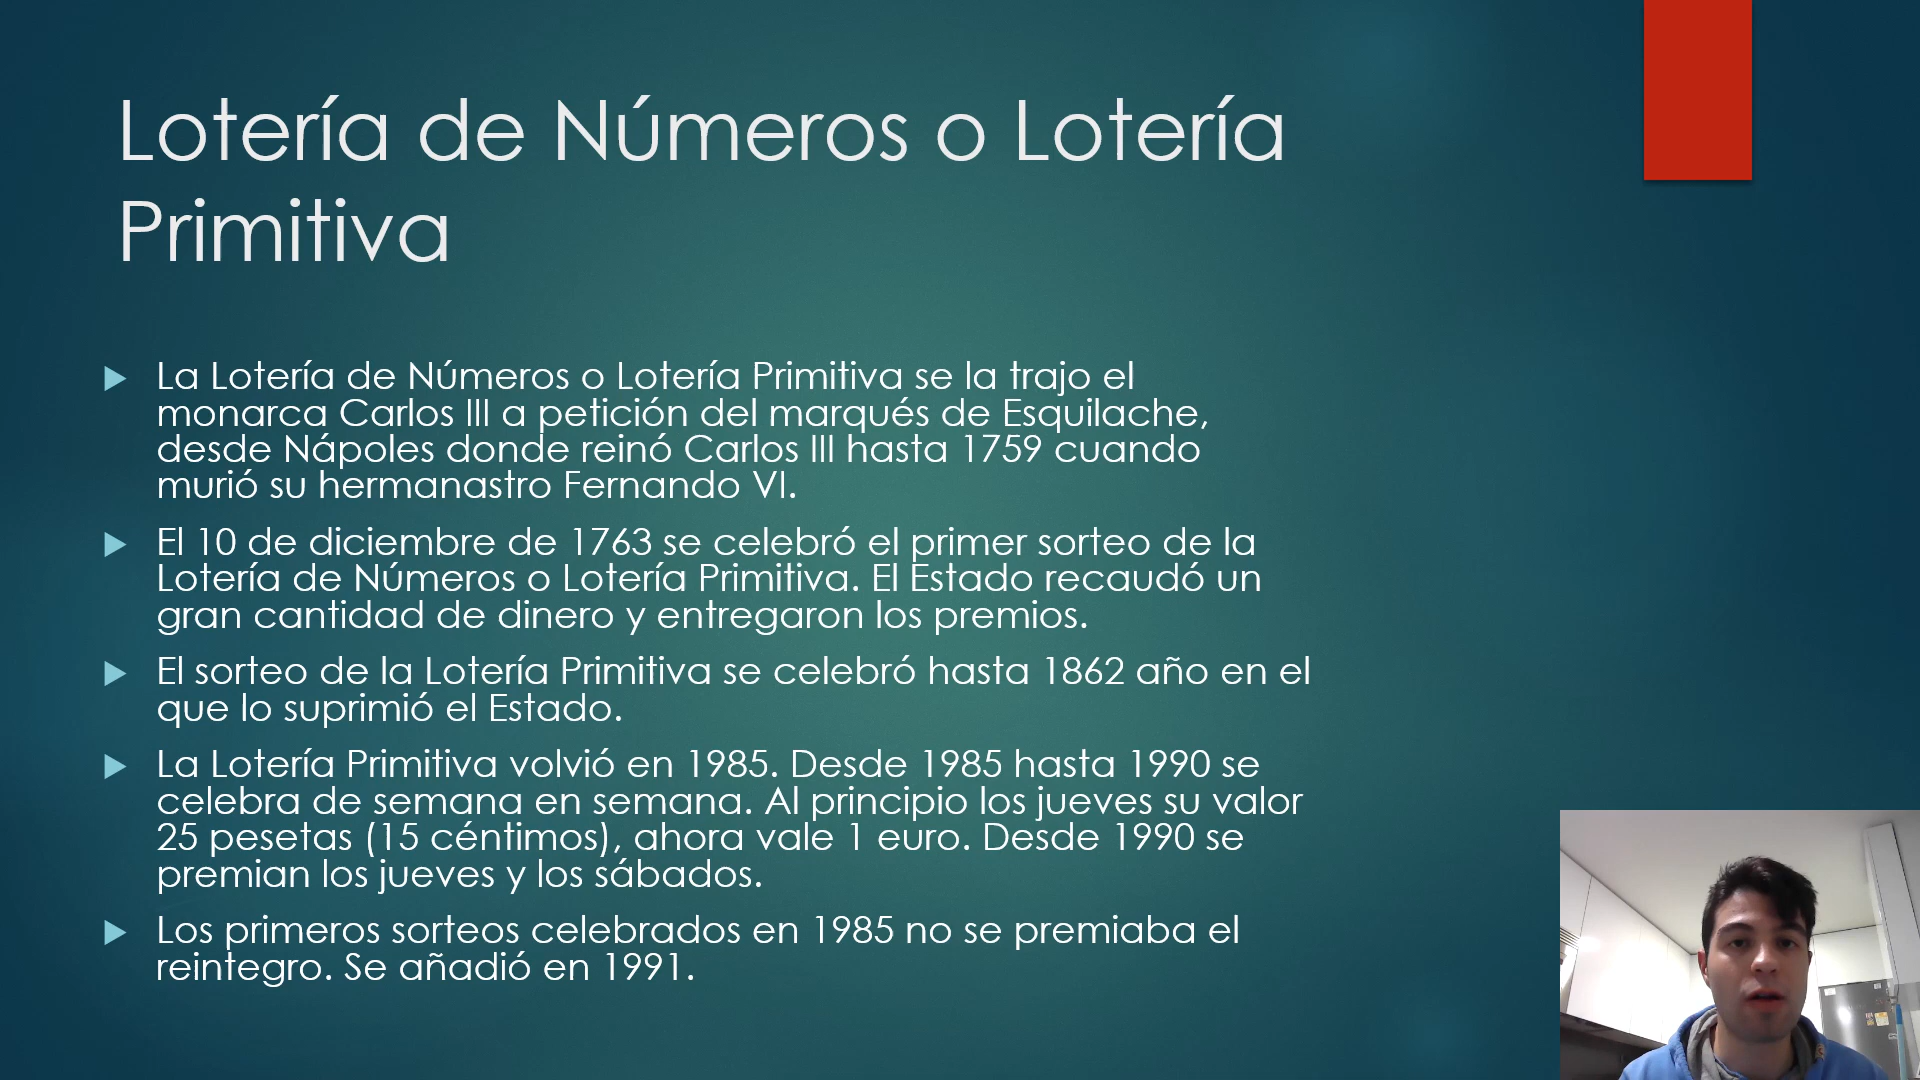 Lotería de Números o Lotería
Primitiva
La Lotería de Números o Lotería Primitiva se la trajo el
monarca Carlos III a petición del marqués de Esquilache,
desde Nápoles donde reinó Carlos III hasta 1759 cuando
murió su hermanastro Fernando VI.
El 10 de diciembre de 1763 se celebró el primer sorteo de la
Lotería de Números o Lotería Primitiva. El Estado recaudó un
gran cantidad de dinero y entregaron los premios.
El sorteo de la Lotería Primitiva se celebró hasta 1862 año en el
que lo suprimió el Estado.
La Lotería Primitiva volvió en 1985. Desde 1985 hasta 1990 se
celebra de semana en semana. Al principio los jueves su valor
25 pesetas (15 céntimos), ahora vale 1 euro. Desde 1990 se
premian los jueves y los sábados.
Los primeros sorteos celebrados en 1985 no se premiaba el
reintegro. Se añadió en 1991.